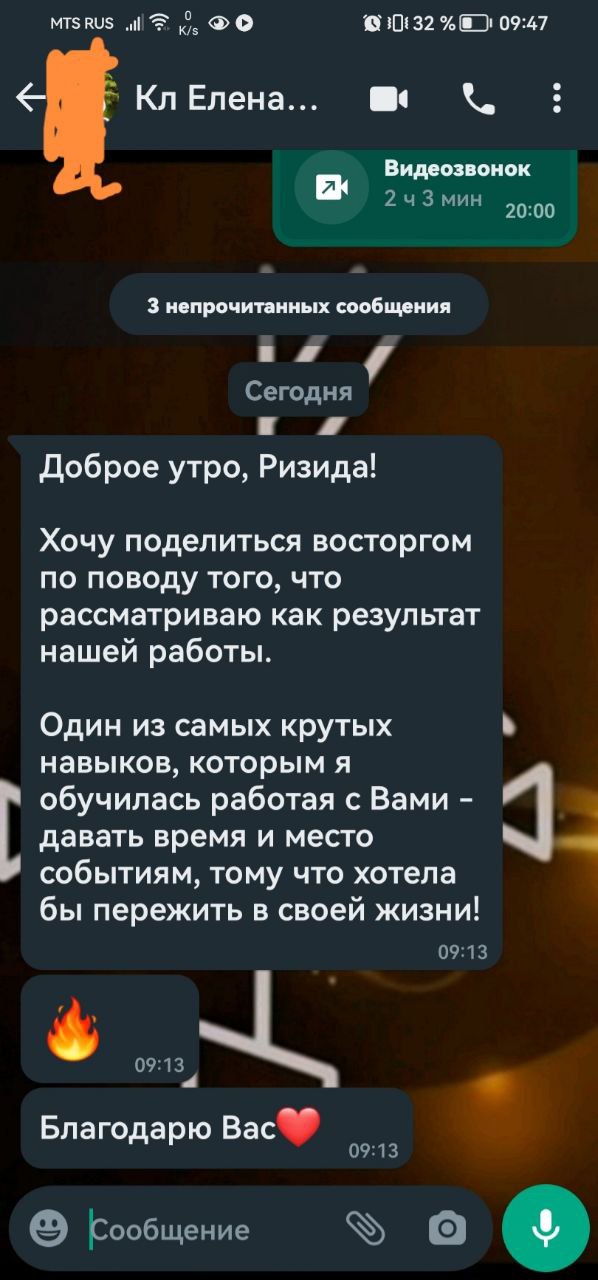 MTS RUS 0 K/s 32 % 09:47
Кл Елена...
Видеозвонок
2 ч 3 мин
20:00
3 непрочитанных сообщения
Сегодня
Доброе утро, Ризида!
Хочу поделиться восторгом
по поводу того, что
рассматриваю как результат
нашей работы.
Один из самых крутых
навыков, которым я
обучилась работая с Вами -
давать время и место
событиям, тому что хотела
бы пережить в своей жизни!
09:13
🔥
09:13
Благодарю Вас❤️
09:13
Сообщение